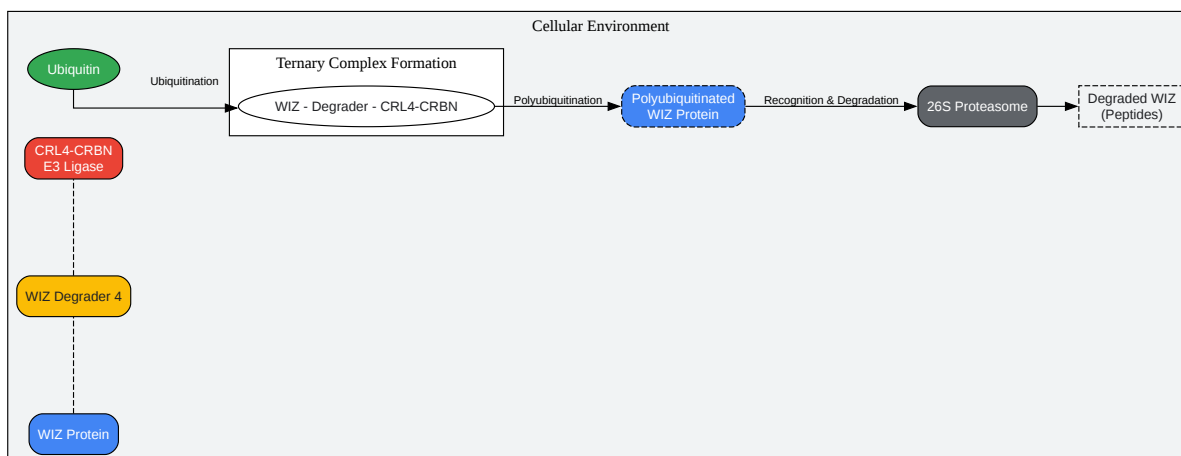 Cellular Environment
Ubiquitin
Ubiquitination
Ternary Complex Formation
WIZ - Degrader - CRL4-CRBN
Polyubiquitination
Polyubiquitinated
WIZ Protein
Recognition & Degradation
26S Proteasome
Degraded WIZ
(Peptides)
CRL4-CRBN
E3 Ligase
WIZ Degrader 4
WIZ Protein